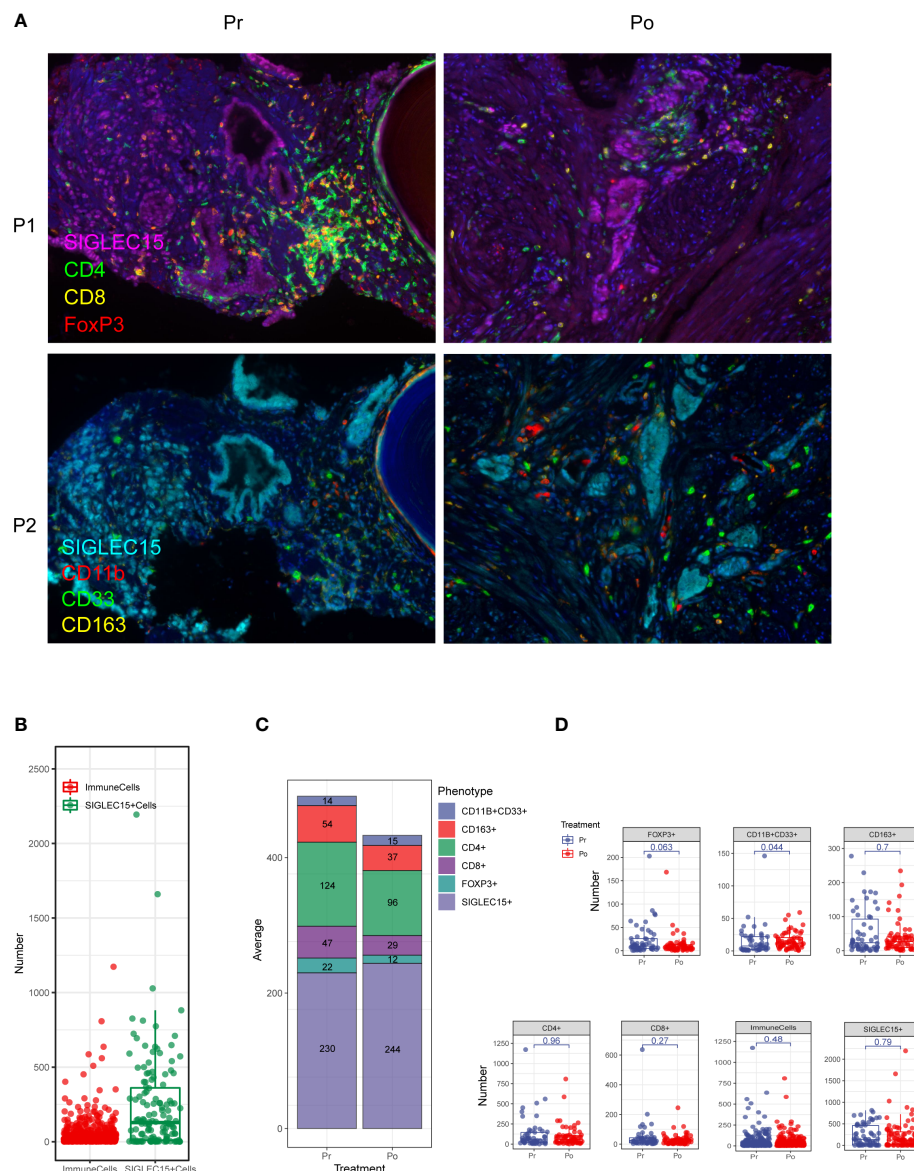 A
Pr
Po
P1
SIGLEC15
CD4
CD8
FoxP3
P2
SIGLEC15
CD11b
CD33
CD163
B
Number
2500
2000
1500
1000
500
0
ImmuneCells
SIGLEC15+Cells
ImmuneCells
SIGLEC15+Cells
C
Average
400
200
0
14
54
124
47
22
230
15
37
96
29
12
244
Pr
Po
Treatment
Phenotype
CD11B+CD33+
CD163+
CD4+
CD8+
FOXP3+
SIGLEC15+
D
Treatment
Pr
Po
Number
FOXP3+
0.063
200
150
100
50
0
Pr
Po
CD11B+CD33+
0.044
150
100
50
0
Pr
Po
CD163+
0.7
300
200
100
0
Pr
Po
Number
CD4+
0.96
1250
1000
750
500
250
0
Pr
Po
CD8+
0.27
600
400
200
0
Pr
Po
ImmuneCells
0.48
1250
1000
750
500
250
0
Pr
Po
SIGLEC15+
0.79
2000
1500
1000
500
0
Pr
Po